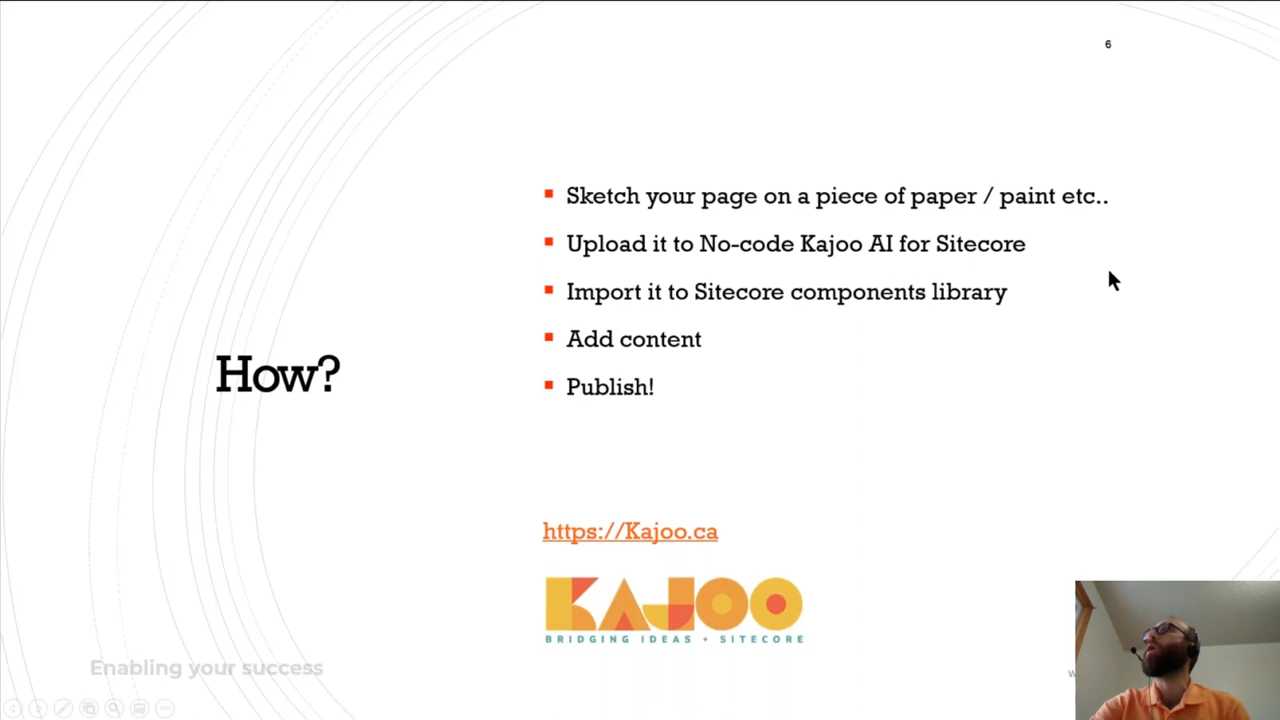 6
Sketch your page on a piece of paper / paint etc..
Upload it to No-code Kajoo AI for Sitecore
Import it to Sitecore components library
Add content
Publish!
How?
https://Kajoo.ca
KAJOO
BRIDGING IDEAS + SITECORE
Enabling your success